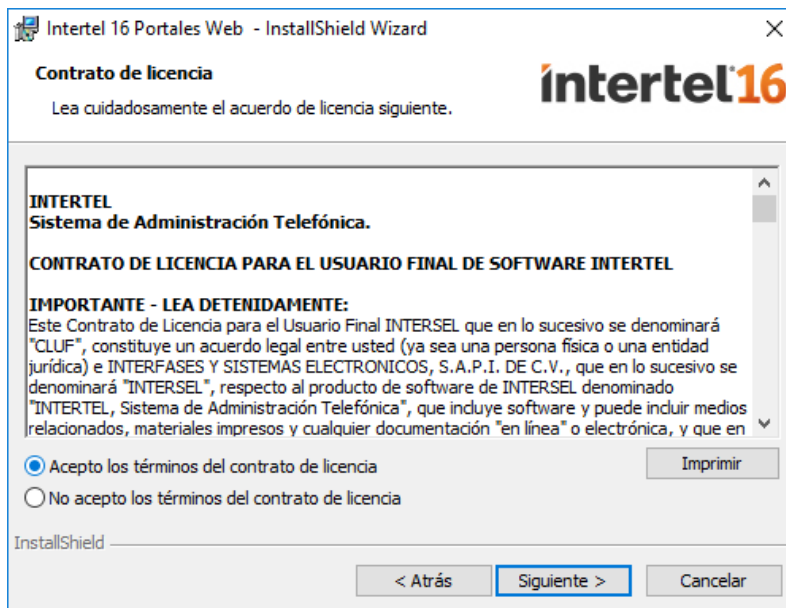 Intertel 16 Portales Web - InstallShield Wizard
Contrato de licencia
Lea cuidadosamente el acuerdo de licencia siguiente.
íntertel 16
INTERTEL
Sistema de Administración Telefónica.
CONTRATO DE LICENCIA PARA EL USUARIO FINAL DE SOFTWARE INTERTEL
IMPORTANTE - LEA DETENIDAMENTE:
Este Contrato de Licencia para el Usuario Final INTERSEL que en lo sucesivo se denominará
"CLUF", constituye un acuerdo legal entre usted (ya sea una persona física o una entidad
jurídica) e INTERFASES Y SISTEMAS ELECTRONICOS, S.A.P.I. DE C.V., que en lo sucesivo se
denominará "INTERSEL", respecto al producto de software de INTERSEL denominado
"INTERTEL, Sistema de Administración Telefónica", que incluye software y puede incluir medios
relacionados, materiales impresos y cualquier documentación "en línea" o electrónica, y que en
Acepto los términos del contrato de licencia
Imprimir
No acepto los términos del contrato de licencia
InstallShield
< Atrás
Siguiente >
Cancelar